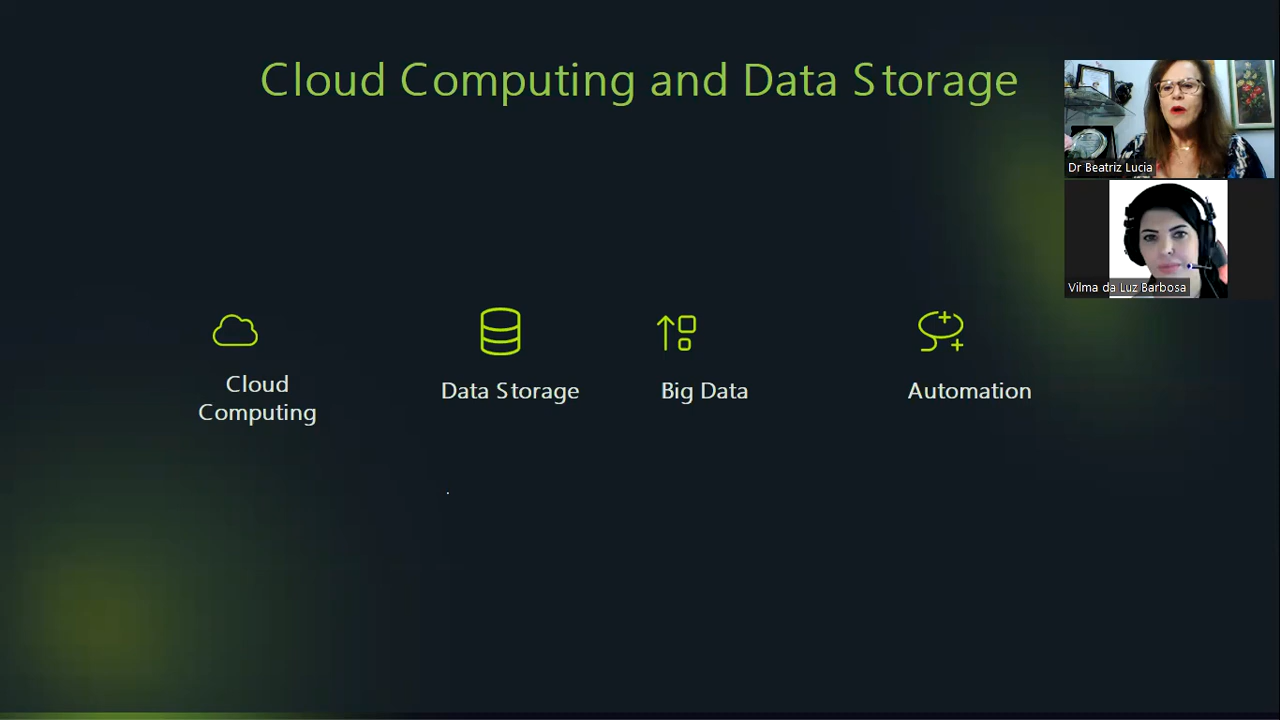 Cloud Computing and Data Storage
Dr Beatriz Lucia
Vilma da Luz Barbosa
Cloud
Computing
Data Storage
Big Data
Automation